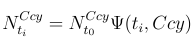 $N_{t_i}^{Ccy} = N_{t_0}^{Ccy} \Psi(t_i, Ccy)$